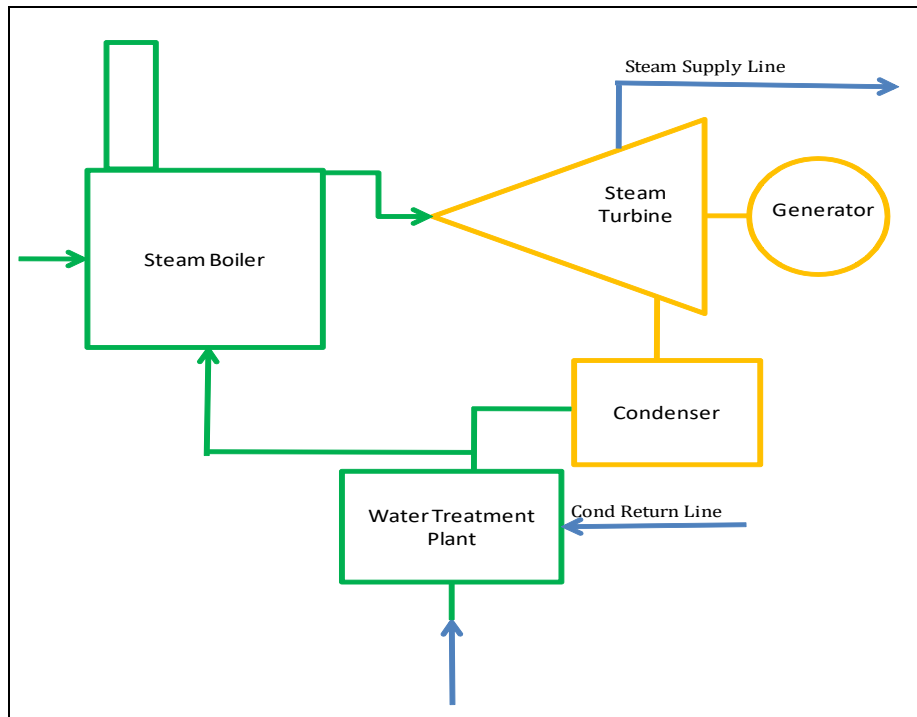 Steam Supply Line
Steam
Turbine
Generator
Steam Boiler
Condenser
Water Treatment
Plant
Cond Return Line